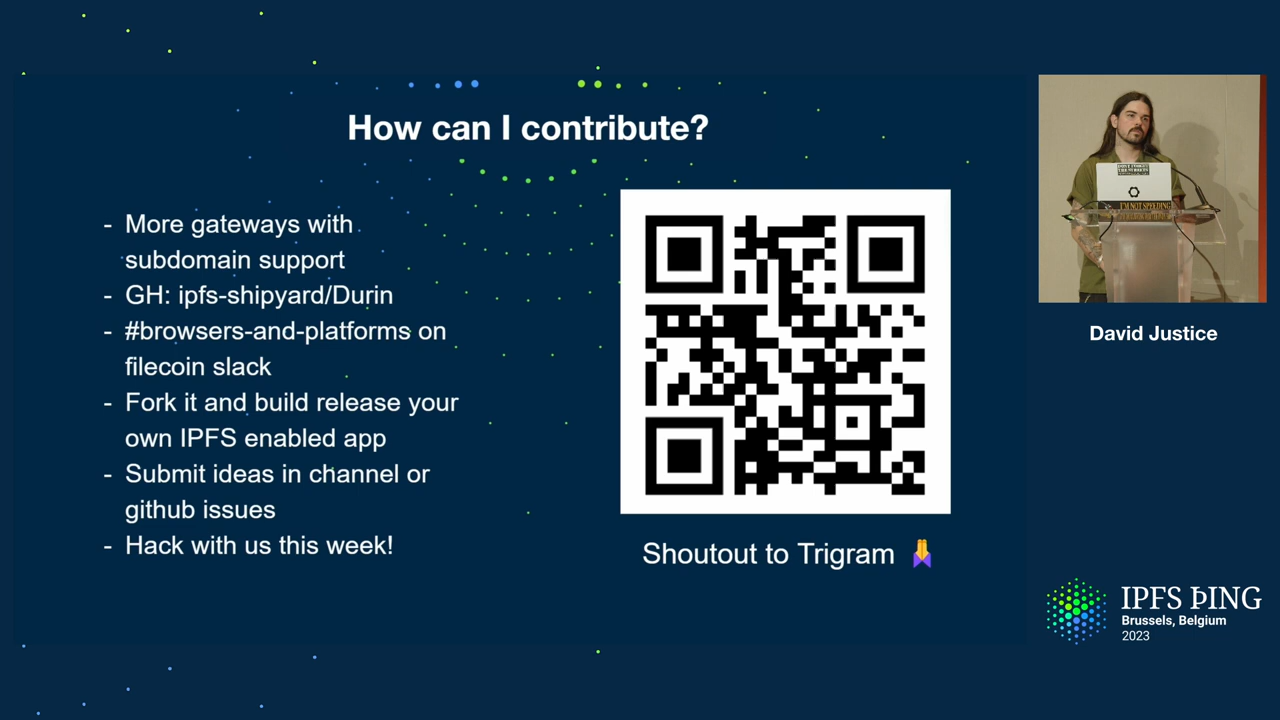 How can I contribute?
- More gateways with
subdomain support
- GH: ipfs-shipyard/Durin
- #browsers-and-platforms on
filecoin slack
- Fork it and build release your
own IPFS enabled app
- Submit ideas in channel or
github issues
- Hack with us this week!
Shoutout to Trigram 🙏
I'M NOT SPEEDING
David Justice
IPFS ÞING
Brussels, Belgium
2023